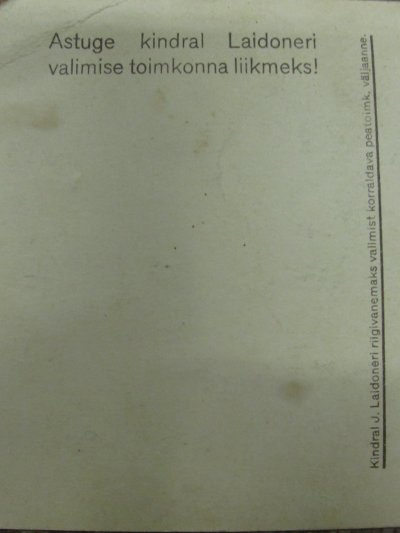 Astuge kindral Laidoneri
valimise toimkonna liikmeks!
Kindral J. Laidoneri riigivanemaks valimist korraldava peatoimk. väljaanne.